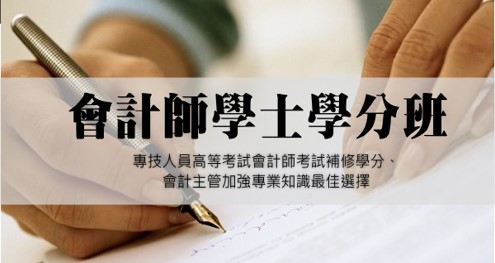 會計師學士學分班
專技人員高等考試會計師考試補修學分、
會計主管加強專業知識最佳選擇